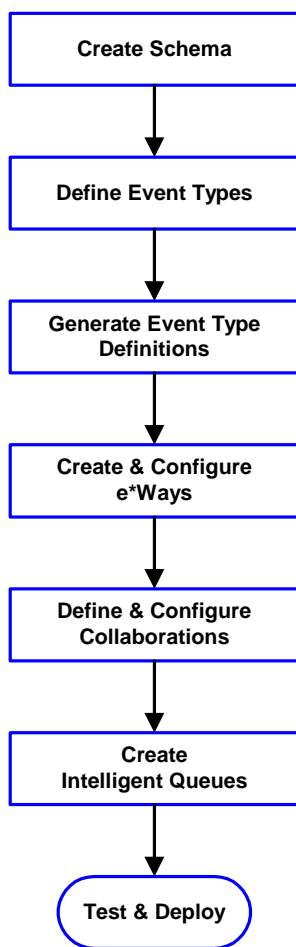 Create Schema
Define Event Types
Generate Event Type
Definitions
Create & Configure
e*Ways
Define & Configure
Collaborations
Create
Intelligent Queues
Test & Deploy